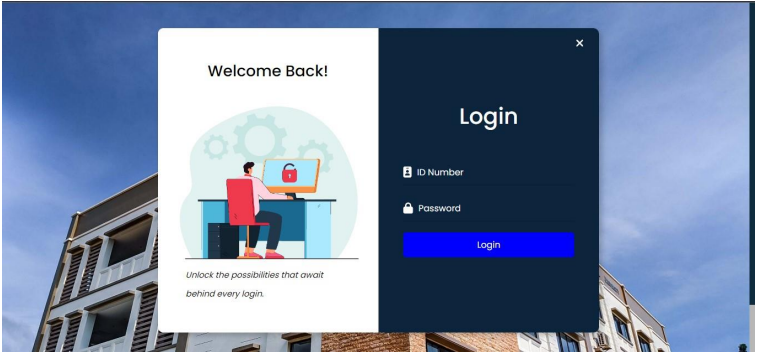 Welcome Back!
Unlock the possibilities that await
behind every login.
Login
ID Number
Password
Login